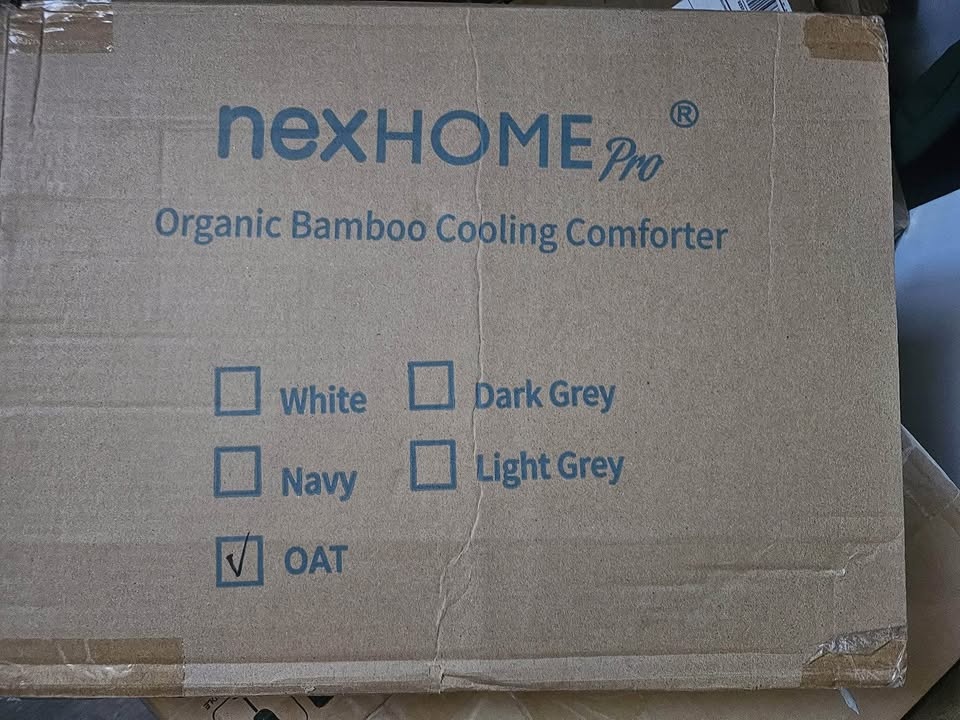 nexHOME Pro ®
Organic Bamboo Cooling Comforter
White Dark Grey
Navy Light Grey
✓ OAT